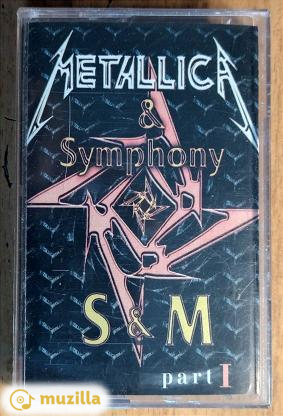 METALLICA
&
Symphony
S & M
part I
muzilla